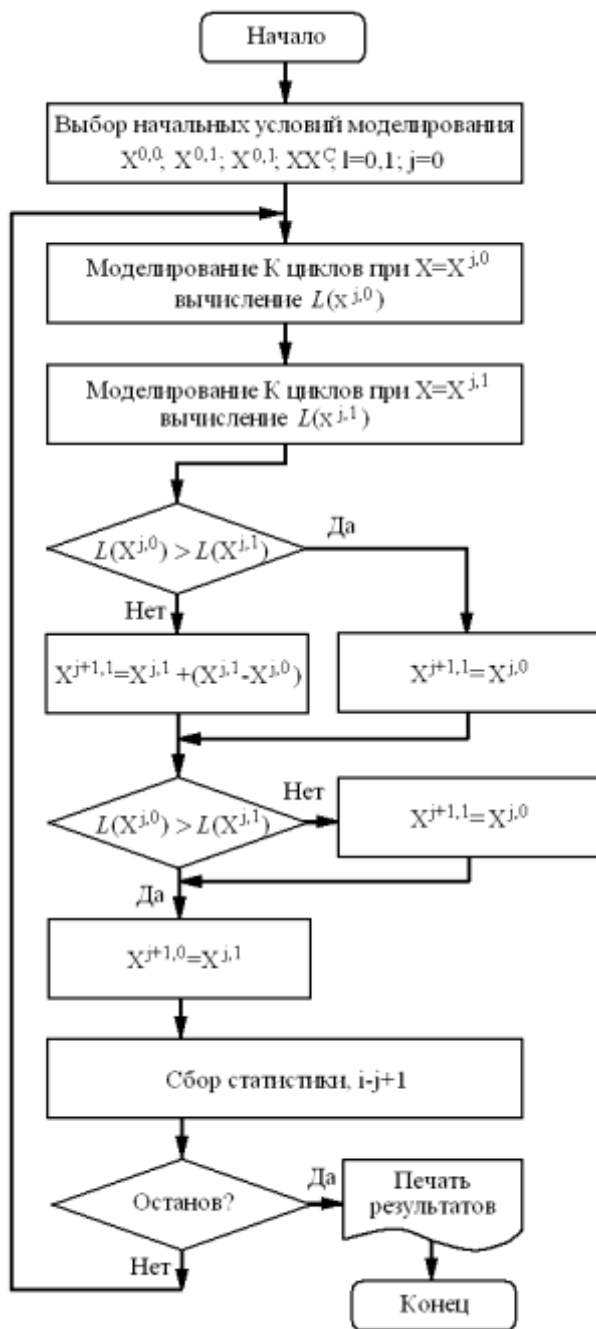 Начало
Выбор начальных условий моделирования
X^0,0; X^0,1; X^0,1; XX^C; l=0,1; j=0
Моделирование K циклов при X=X^j,0
вычисление L(x^j,0)
Моделирование K циклов при X=X^j,1
вычисление L(x^j,1)
L(X^j,0) > L(X^j,1)
Да
Нет
X^j+1,1=X^j,1 +(X^j,1-X^j,0)
X^j+1,1=X^j,0
L(X^j,0) > L(X^j,1)
Нет
X^j+1,1=X^j,0
Да
X^j+1,0=X^j,1
Сбор статистики, i-j+1
Останов?
Да
Печать
результатов
Нет
Конец